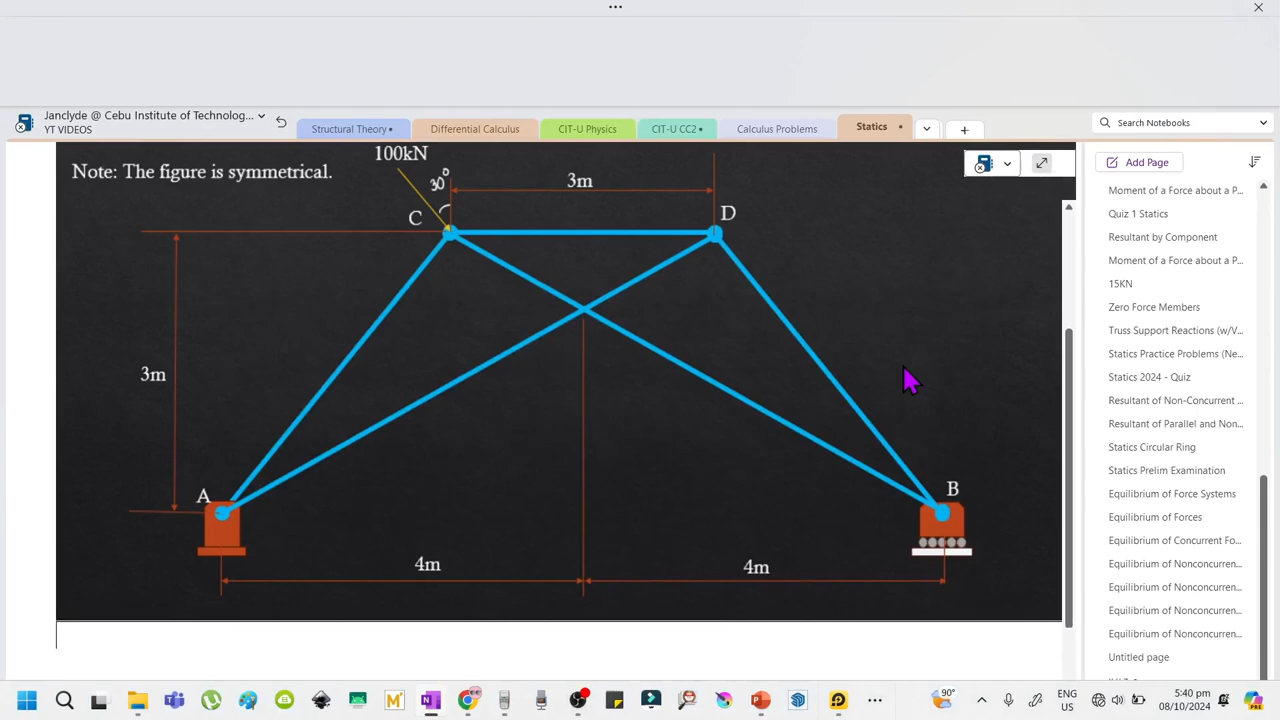 Janclyde @ Cebu Institute of Technolog...
YT VIDEOS
Structural Theory
Differential Calculus
CIT-U Physics
CIT-U CC2
Calculus Problems
Statics
Search Notebooks
Add Page
Note: The figure is symmetrical.
100kN
30°
3m
C
D
3m
A
B
4m
4m
Moment of a Force about a P...
Quiz 1 Statics
Resultant by Component
Moment of a Force about a P...
15KN
Zero Force Members
Truss Support Reactions (w/V...
Statics Practice Problems (Ne...
Statics 2024 - Quiz
Resultant of Non-Concurrent ...
Resultant of Parallel and Non...
Statics Circular Ring
Statics Prelim Examination
Equilibrium of Force Systems
Equilibrium of Forces
Equilibrium of Concurrent Fo...
Equilibrium of Nonconcurren...
Equilibrium of Nonconcurren...
Equilibrium of Nonconcurren...
Equilibrium of Nonconcurren...
Untitled page
90°
ENG
US
5:40 pm
08/10/2024